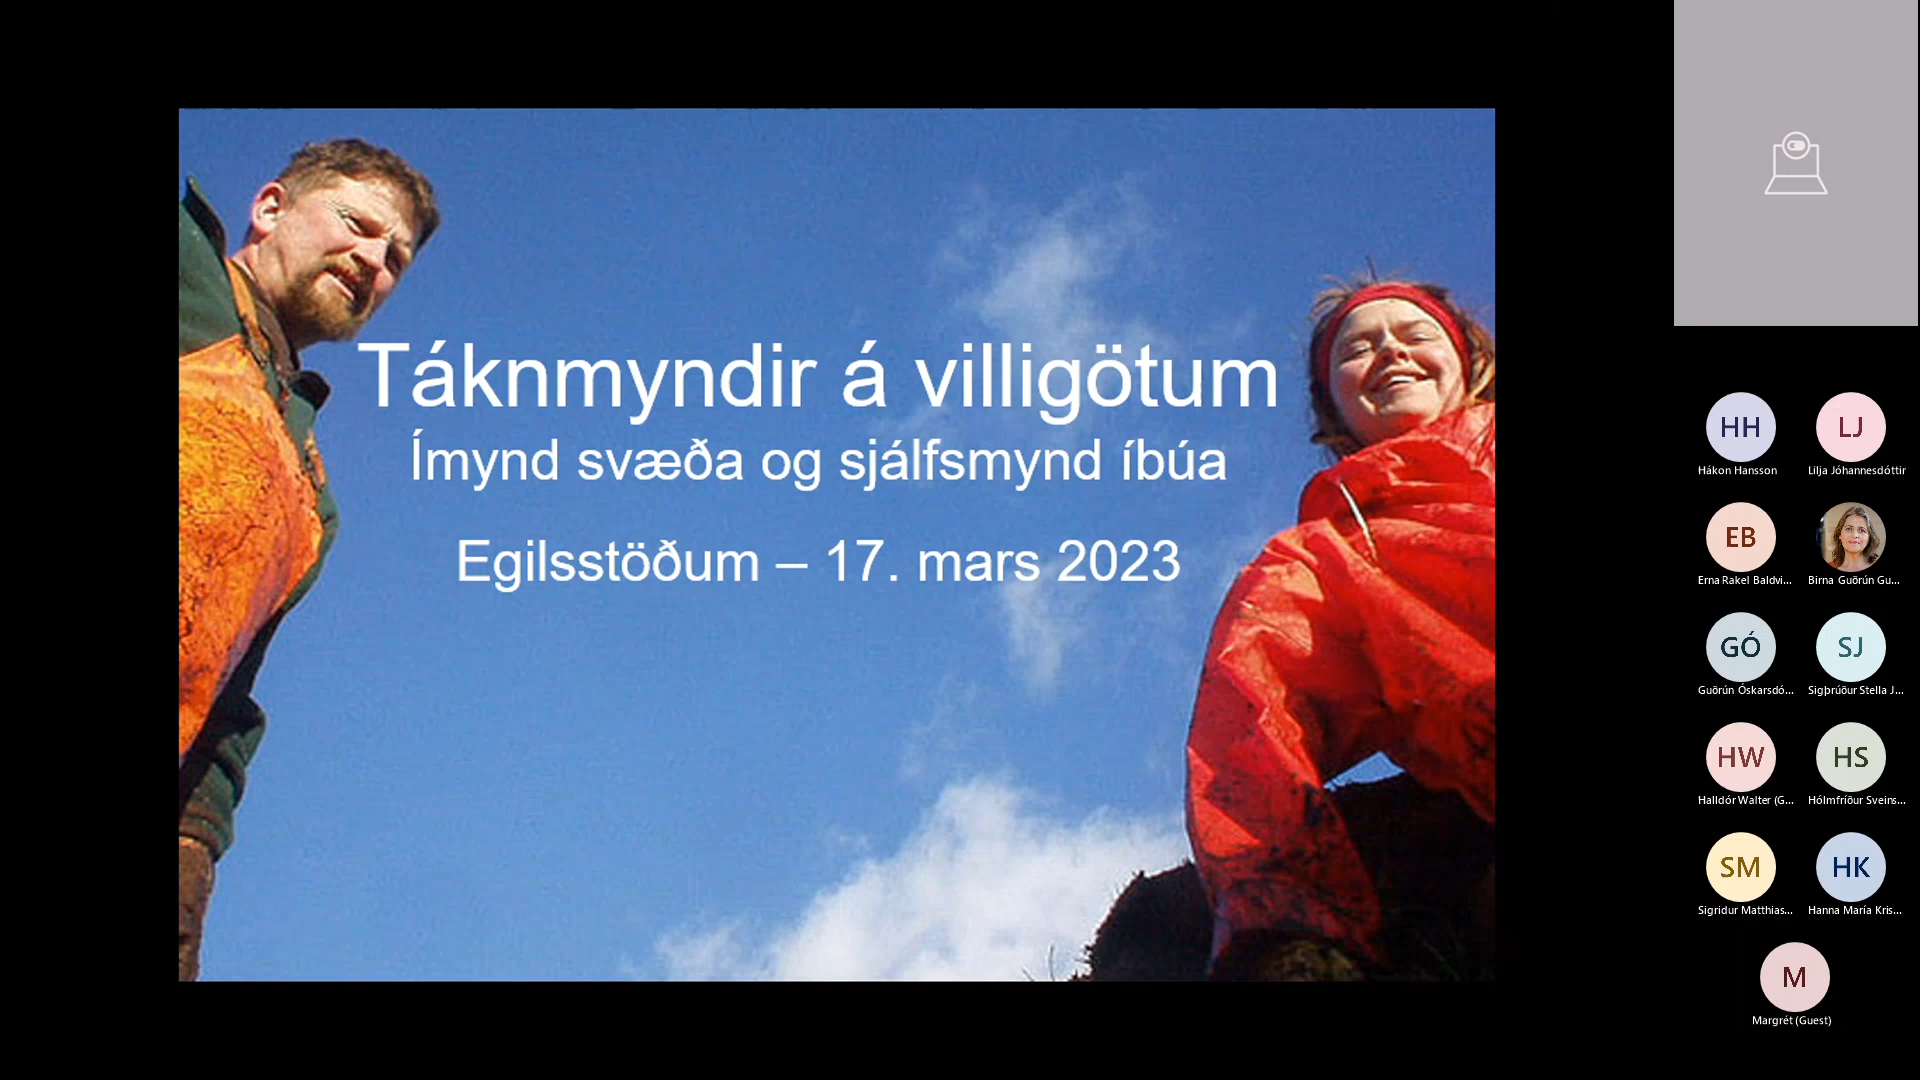 Táknmyndir á villigötum
Ímynd svæða og sjálfsmynd íbúa
Egilsstöðum – 17. mars 2023
HH
Hákon Hansson
LJ
Lilja Jóhannesdóttir
EB
Erna Rakel Baldvi...
Birna Guðrún Gu...
GÓ
Guðrún Óskarsdó...
SJ
Sigþrúður Stella J...
HW
Halldór Walter (G...
HS
Hólmfríður Sveins...
SM
Sigridur Matthias...
HK
Hanna María Kris...
M
Margrét (Guest)